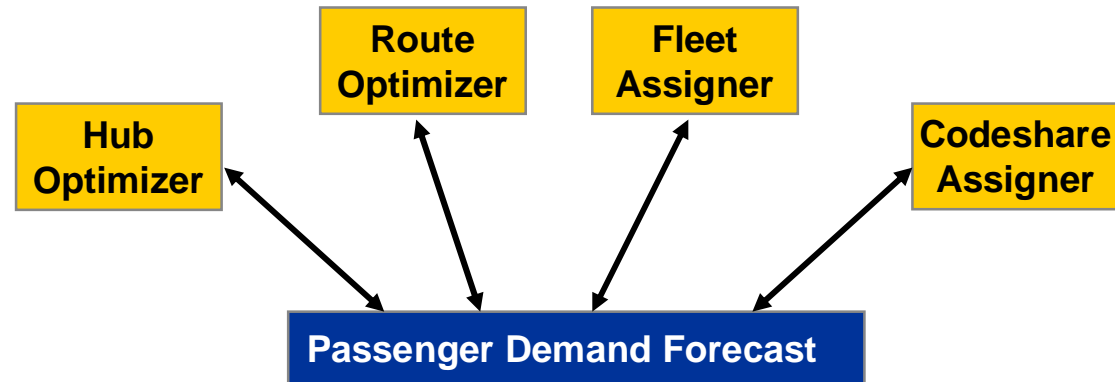 Route
Optimizer
Fleet
Assigner
Hub
Optimizer
Codeshare
Assigner
Passenger Demand Forecast